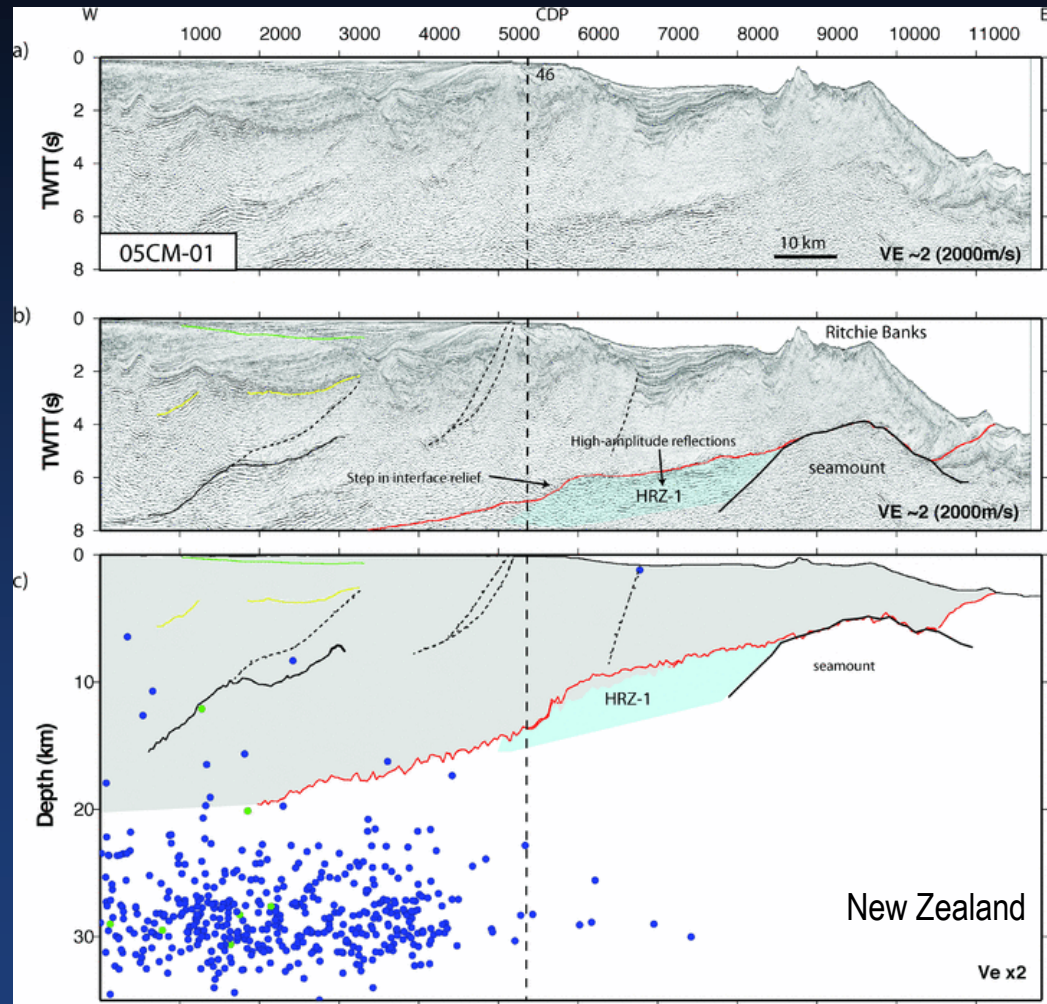 W CDP E
1000 2000 3000 4000 5000 6000 7000 8000 9000 10000 11000
a)
0
46
2
TWTT (s)
4
6
10 km
05CM-01
VE ~2 (2000m/s)
8
b)
0
Ritchie Banks
2
TWTT (s)
4
High-amplitude reflections
Step in interface relief
seamount
6
HRZ-1
VE ~2 (2000m/s)
8
c)
0
seamount
10
HRZ-1
Depth (km)
20
New Zealand
30
Ve x2